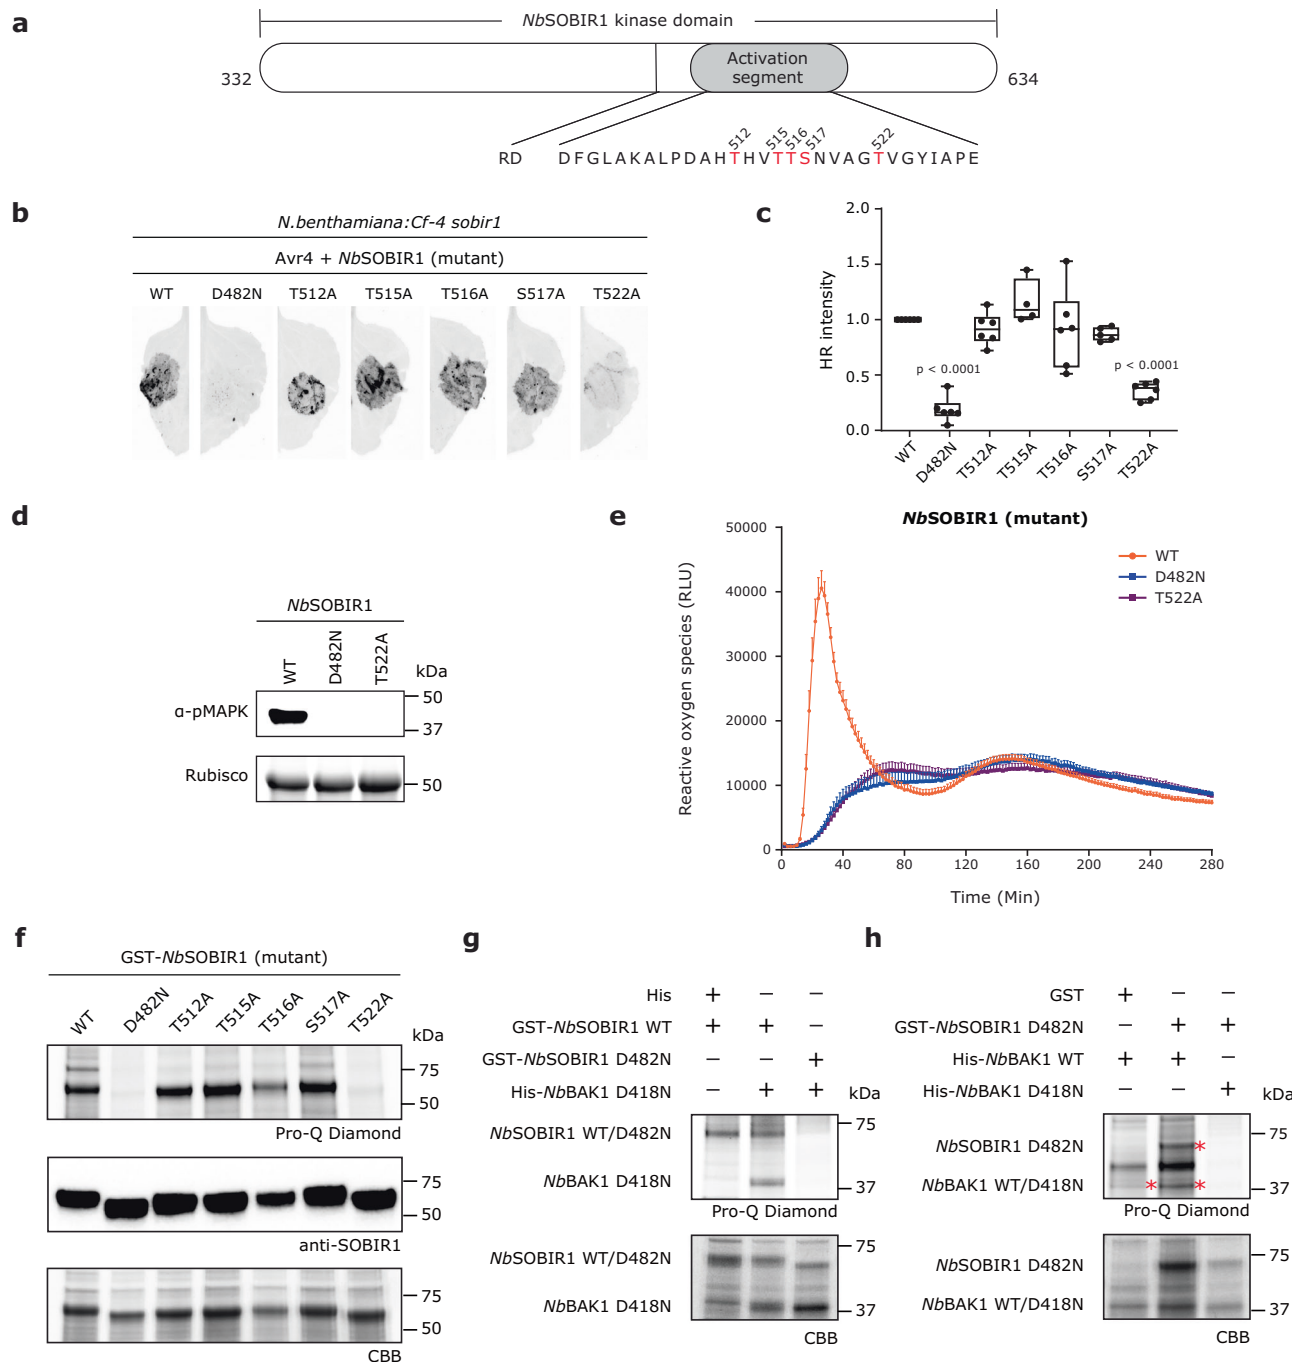 a
NbSOBIR1 kinase domain
Activation
segment
332
634
512 515 516 517 522
RD DFGLAKALPDAHTHVTTSNVAGTVGYIAPE
b
N.benthamiana:Cf-4 sobir1
Avr4 + NbSOBIR1 (mutant)
WT D482N T512A T515A T516A S517A T522A
c
HR intensity
2.0
1.5
1.0
0.5
0.0
p < 0.0001
p < 0.0001
WT D482N T512A T515A T516A S517A T522A
d
NbSOBIR1
WT D482N T522A
kDa
α-pMAPK
50
37
Rubisco
50
e
NbSOBIR1 (mutant)
Reactive oxygen species (RLU)
50000
40000
30000
20000
10000
0
WT
D482N
T522A
0 40 80 120 160 200 240 280
Time (Min)
f
GST-NbSOBIR1 (mutant)
WT D482N T512A T515A T516A S517A T522A
kDa
75
50
Pro-Q Diamond
75
50
anti-SOBIR1
75
50
CBB
g
His + − −
GST-NbSOBIR1 WT + + −
GST-NbSOBIR1 D482N − − +
His-NbBAK1 D418N − + + kDa
NbSOBIR1 WT/D482N
NbBAK1 D418N
75
37
Pro-Q Diamond
NbSOBIR1 WT/D482N
NbBAK1 D418N
75
37
CBB
h
GST + − −
GST-NbSOBIR1 D482N − + +
His-NbBAK1 WT + + −
His-NbBAK1 D418N − − + kDa
NbSOBIR1 D482N *
NbBAK1 WT/D418N * *
75
37
Pro-Q Diamond
NbSOBIR1 D482N
NbBAK1 WT/D418N
75
37
CBB